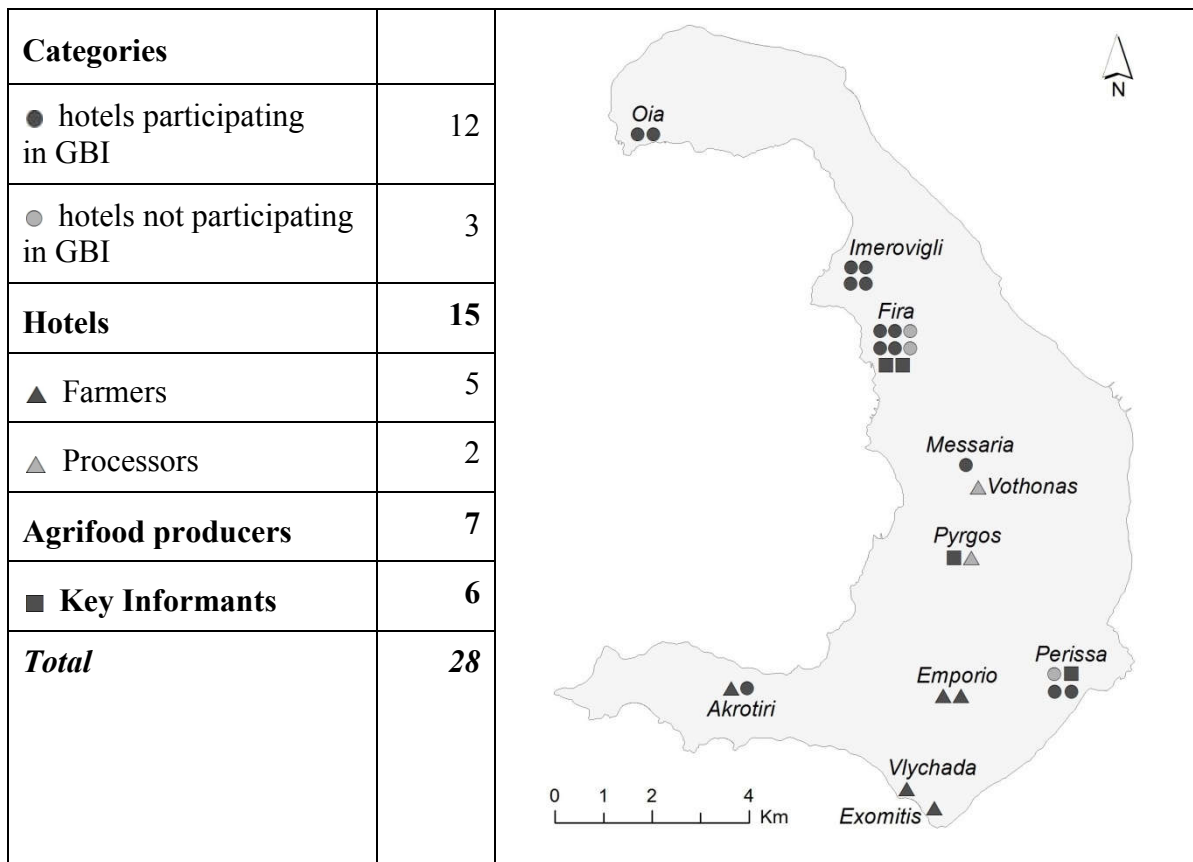 Categories
hotels participating
in GBI
12
hotels not participating
in GBI
3
Hotels
15
Farmers
5
Processors
2
Agrifood producers
7
Key Informants
6
Total
28
N
Oia
Imerovigli
Fira
Messaria
Vothonas
Pyrgos
Perissa
Emporio
Akrotiri
Vlychada
Exomitis
0 1 2 4
Km